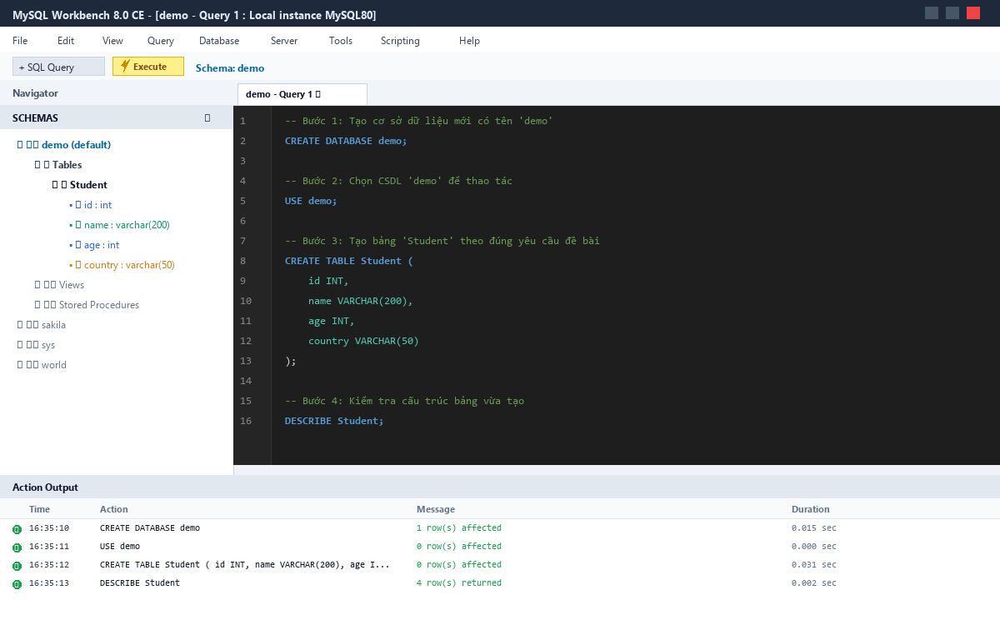 MySQL Workbench 8.0 CE - [demo - Query 1 : Local instance MySQL80]
File Edit View Query Database Server Tools Scripting Help
+ SQL Query Execute Schema: demo
Navigator
demo - Query 1
SCHEMAS
demo (default)
Tables
Student
id : int
name : varchar(200)
age : int
country : varchar(50)
Views
Stored Procedures
sakila
sys
world
1 -- Bước 1: Tạo cơ sở dữ liệu mới có tên 'demo'
2 CREATE DATABASE demo;
3
4 -- Bước 2: Chọn CSDL 'demo' để thao tác
5 USE demo;
6
7 -- Bước 3: Tạo bảng 'Student' theo đúng yêu cầu đề bài
8 CREATE TABLE Student (
9 id INT,
10 name VARCHAR(200),
11 age INT,
12 country VARCHAR(50)
13 );
14
15 -- Bước 4: Kiểm tra cấu trúc bảng vừa tạo
16 DESCRIBE Student;
Action Output
Time Action Message Duration
16:35:10 CREATE DATABASE demo 1 row(s) affected 0.015 sec
16:35:11 USE demo 0 row(s) affected 0.000 sec
16:35:12 CREATE TABLE Student ( id INT, name VARCHAR(200), age I... 0 row(s) affected 0.031 sec
16:35:13 DESCRIBE Student 4 row(s) returned 0.002 sec